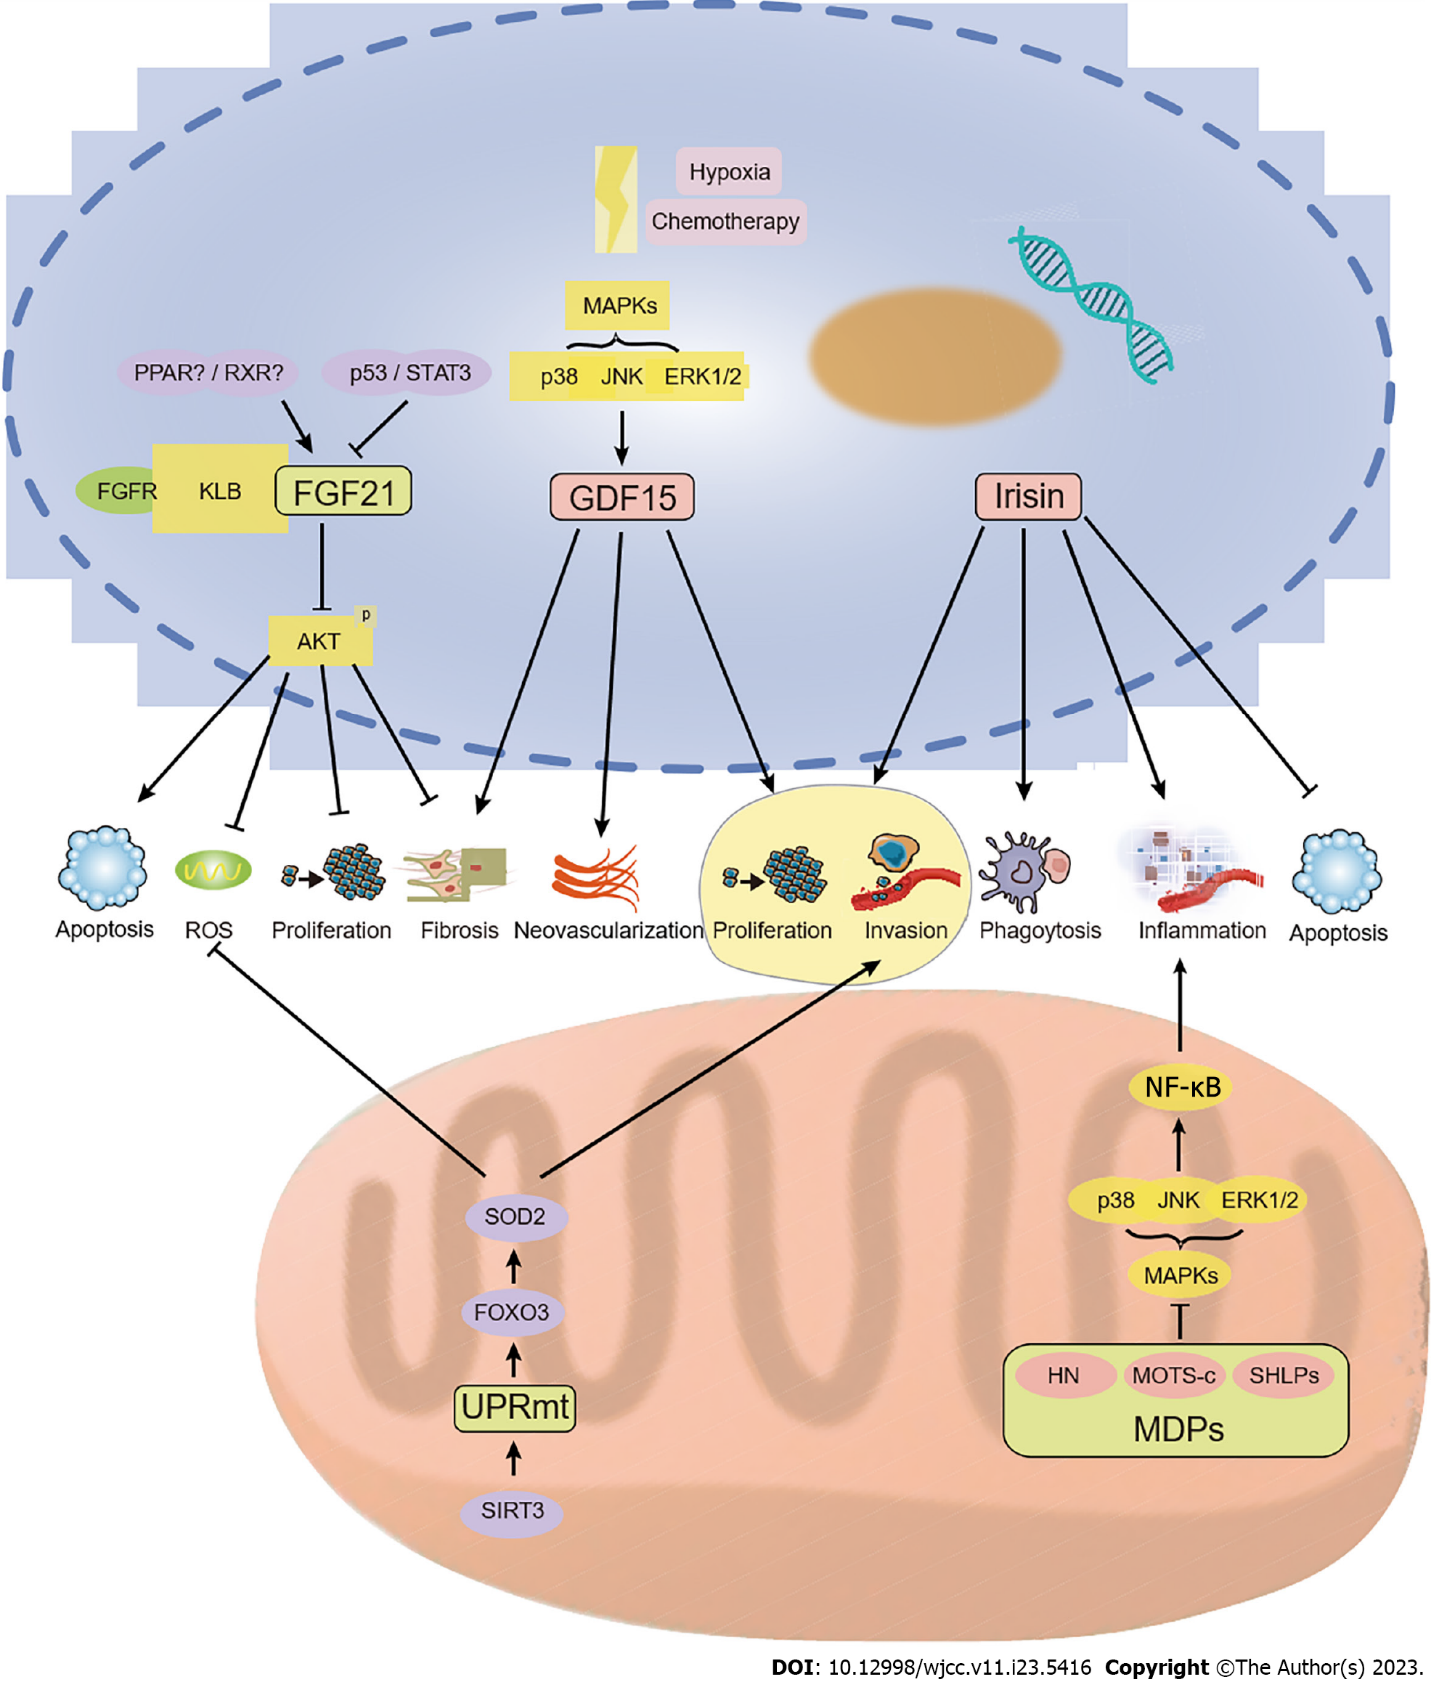 Hypoxia
Chemotherapy
MAPKs
PPAR? / RXR?
p53 / STAT3
p38 JNK ERK1/2
FGFR KLB FGF21
GDF15
Irisin
p
AKT
Apoptosis
ROS
Proliferation
Fibrosis
Neovascularization
Proliferation
Invasion
Phagoytosis
Inflammation
Apoptosis
NF-κB
p38 JNK ERK1/2
SOD2
MAPKs
FOXO3
HN MOTS-c SHLPs
UPRmt
MDPs
SIRT3
DOI: 10.12998/wjcc.v11.i23.5416 Copyright ©The Author(s) 2023.